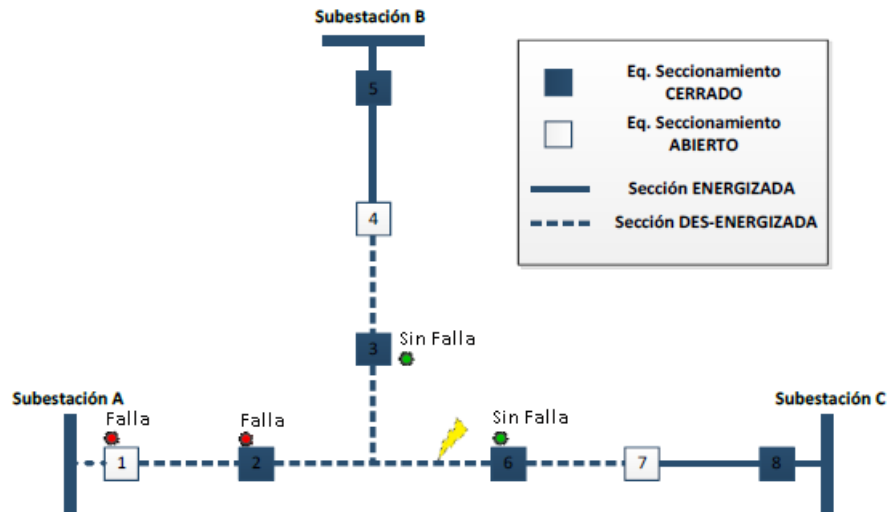 Subestación B
5
Eq. Seccionamiento
CERRADO
Eq. Seccionamiento
ABIERTO
Sección ENERGIZADA
Sección DES-ENERGIZADA
4
3
Sin Falla
Subestación A
Falla
Falla
Sin Falla
Subestación C
1
2
6
7
8